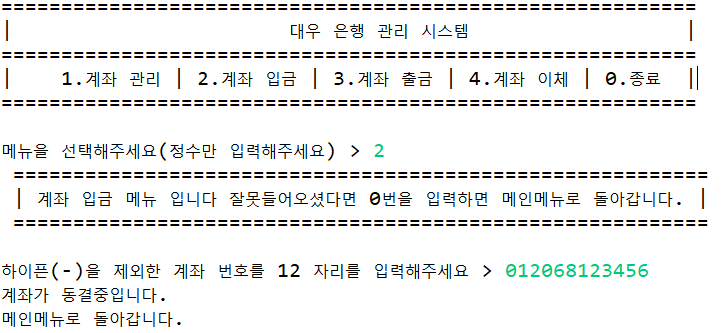 ==================================================
| 대우 은행 관리 시스템 |
==================================================
| 1.계좌 관리 | 2.계좌 입금 | 3.계좌 출금 | 4.계좌 이체 | 0.종료 |
==================================================
메뉴을 선택해주세요(정수만 입력해주세요) > 2
==================================================
| 계좌 입금 메뉴 입니다 잘못들어오셨다면 0번을 입력하면 메인메뉴로 돌아갑니다. |
==================================================
하이픈(-)을 제외한 계좌 번호를 12 자리를 입력해주세요 > 012068123456
계좌가 동결중입니다.
메인메뉴로 돌아갑니다.